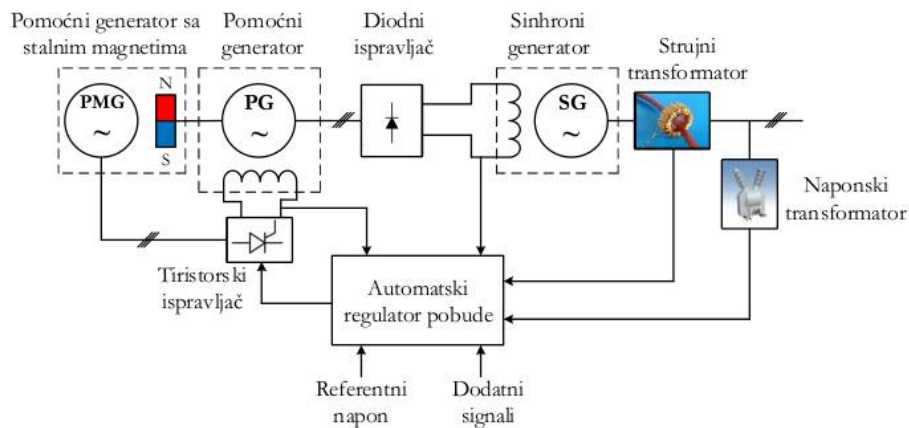 Pomoćni generator sa
stalnim magnetima
Pomoćni
generator
Diodni
ispravljač
Sinhroni
generator
Strujni
transformator
PMG
~
N
S
PG
~
SG
~
Naponski
transformator
Tiristorski
ispravljač
Automatski
regulator pobude
Referentni
napon
Dodatni
signali